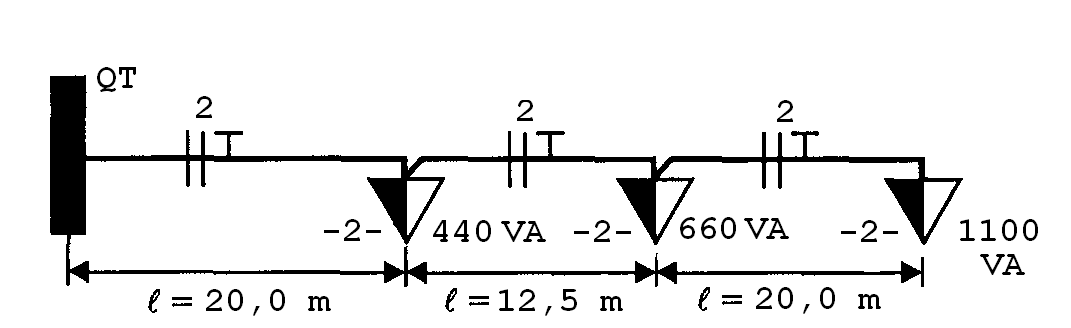 QT
2 T
2 T
2 T
-2- 440 VA
-2- 660 VA
-2- 1100 VA
ℓ = 20,0 m
ℓ = 12,5 m
ℓ = 20,0 m